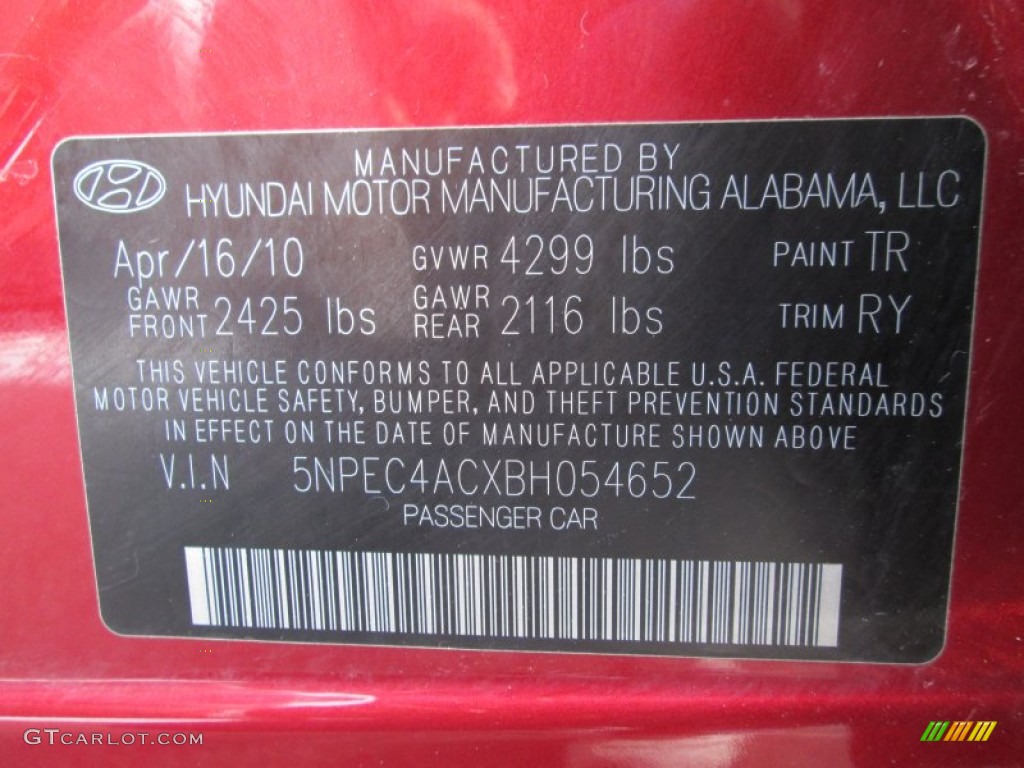 MANUFACTURED BY
HYUNDAI MOTOR MANUFACTURING ALABAMA, LLC
Apr/16/10 GVWR 4299 lbs PAINT TR
GAWR FRONT 2425 lbs GAWR REAR 2116 lbs TRIM RY
THIS VEHICLE CONFORMS TO ALL APPLICABLE U.S.A. FEDERAL
MOTOR VEHICLE SAFETY, BUMPER, AND THEFT PREVENTION STANDARDS
IN EFFECT ON THE DATE OF MANUFACTURE SHOWN ABOVE
V.I.N 5NPEC4ACXBH054652
PASSENGER CAR
GTCARLOT.COM